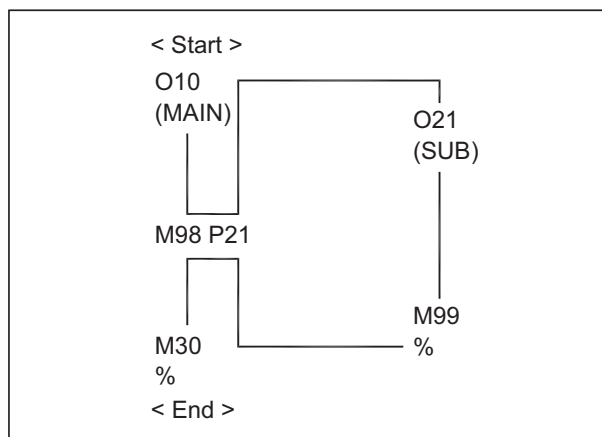 < Start >
O10
(MAIN)
M98 P21
M30
%
< End >
O21
(SUB)
M99
%